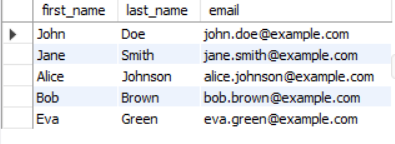 first_name last_name email
John Doe john.doe@example.com
Jane Smith jane.smith@example.com
Alice Johnson alice.johnson@example.com
Bob Brown bob.brown@example.com
Eva Green eva.green@example.com